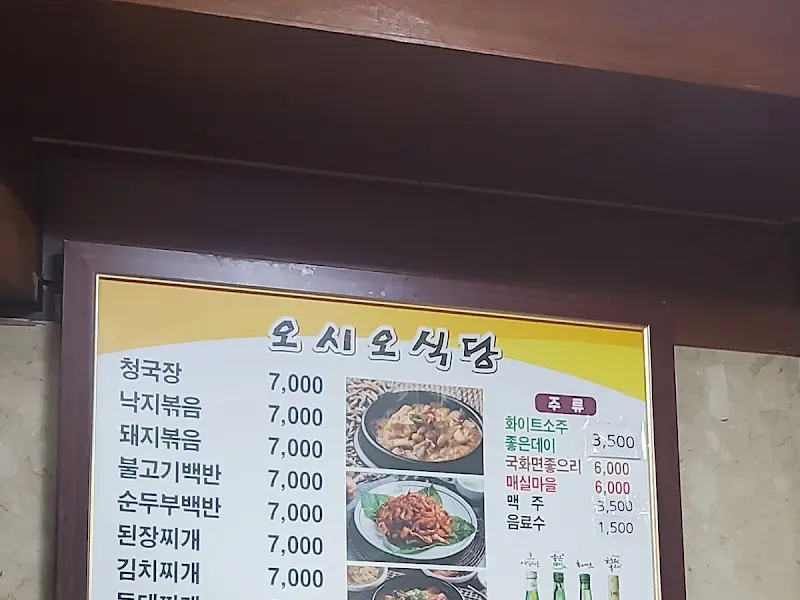 오시오식당
청국장 7,000
낙지볶음 7,000
돼지볶음 7,000
불고기백반 7,000
순두부백반 7,000
된장찌개 7,000
김치찌개 7,000
주류
화이트소주
좋은데이 3,500
국화면좋으리 6,000
매실마을 6,000
맥 주 3,500
음료수 1,500